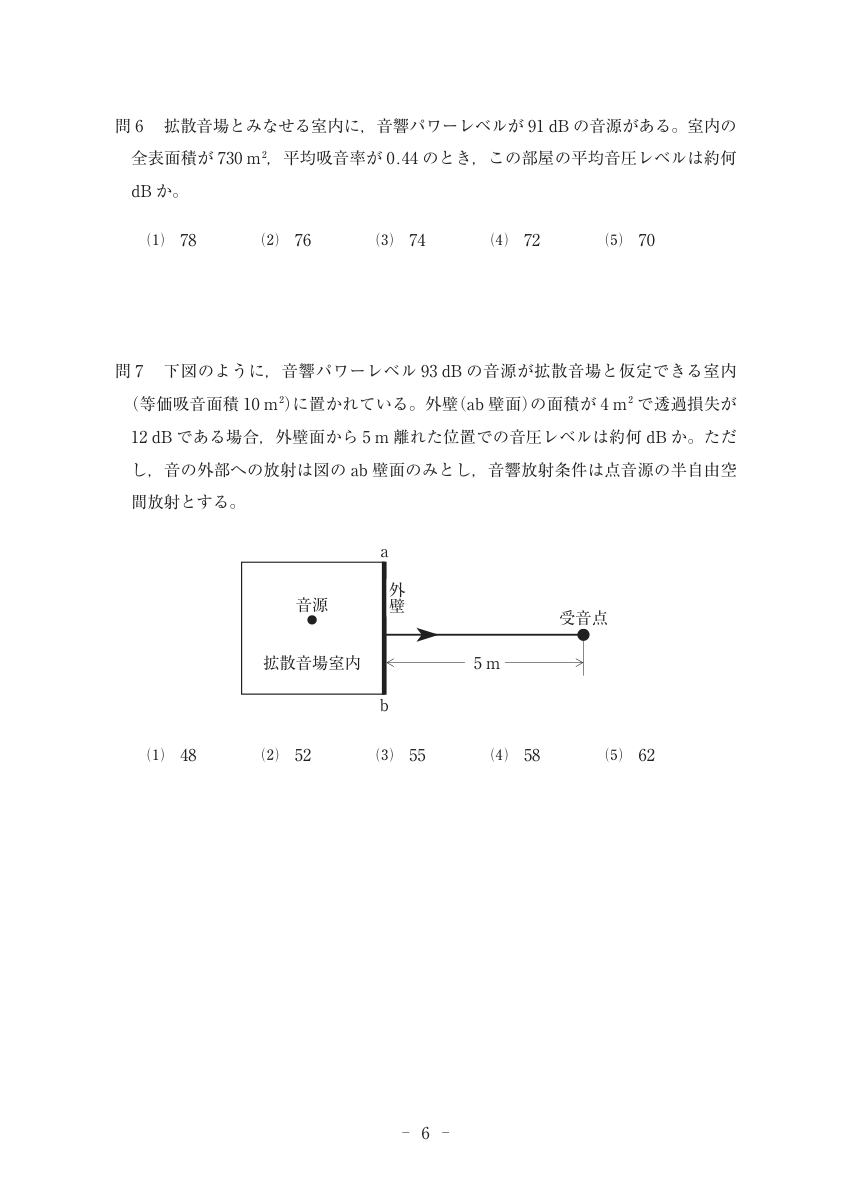 問６　拡散音場とみなせる室内に，音響パワーレベルが 91 dB の音源がある。室内の
全表面積が 730 m²，平均吸音率が 0.44 のとき，この部屋の平均音圧レベルは約何
dB か。
⑴　78　⑵　76　⑶　74　⑷　72　⑸　70
問７　下図のように，音響パワーレベル 93 dB の音源が拡散音場と仮定できる室内
(等価吸音面積 10 m²)に置かれている。外壁(ab 壁面)の面積が 4 m² で透過損失が
12 dB である場合，外壁面から 5 m 離れた位置での音圧レベルは約何 dB か。ただ
し，音の外部への放射は図の ab 壁面のみとし，音響放射条件は点音源の半自由空
間放射とする。
a
外壁
音源
受音点
拡散音場室内
5 m
b
⑴　48　⑵　52　⑶　55　⑷　58　⑸　62
－ 6 －